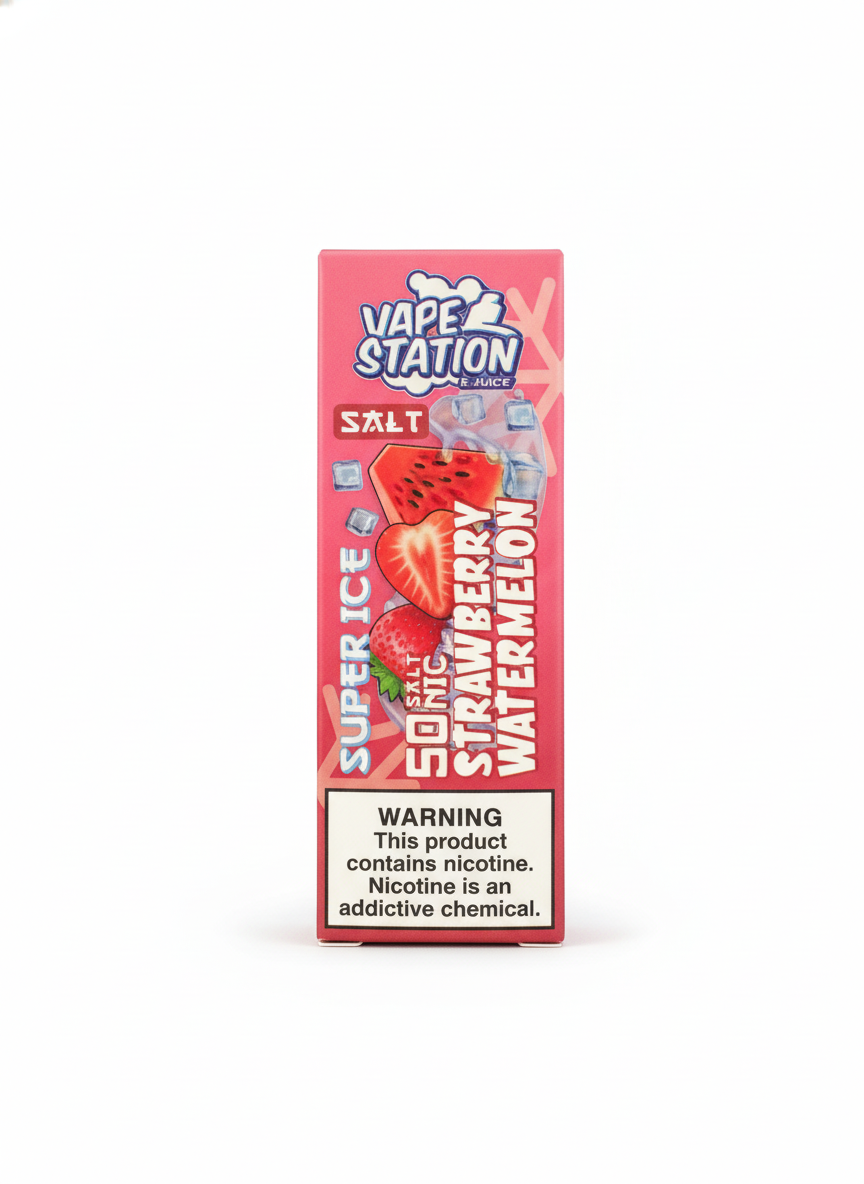 VAPE
STATION
E JUICE
SALT
SUPER ICE
50 SALT NIC
STRAWBERRY
WATERMELON
WARNING
This product
contains nicotine.
Nicotine is an
addictive chemical.